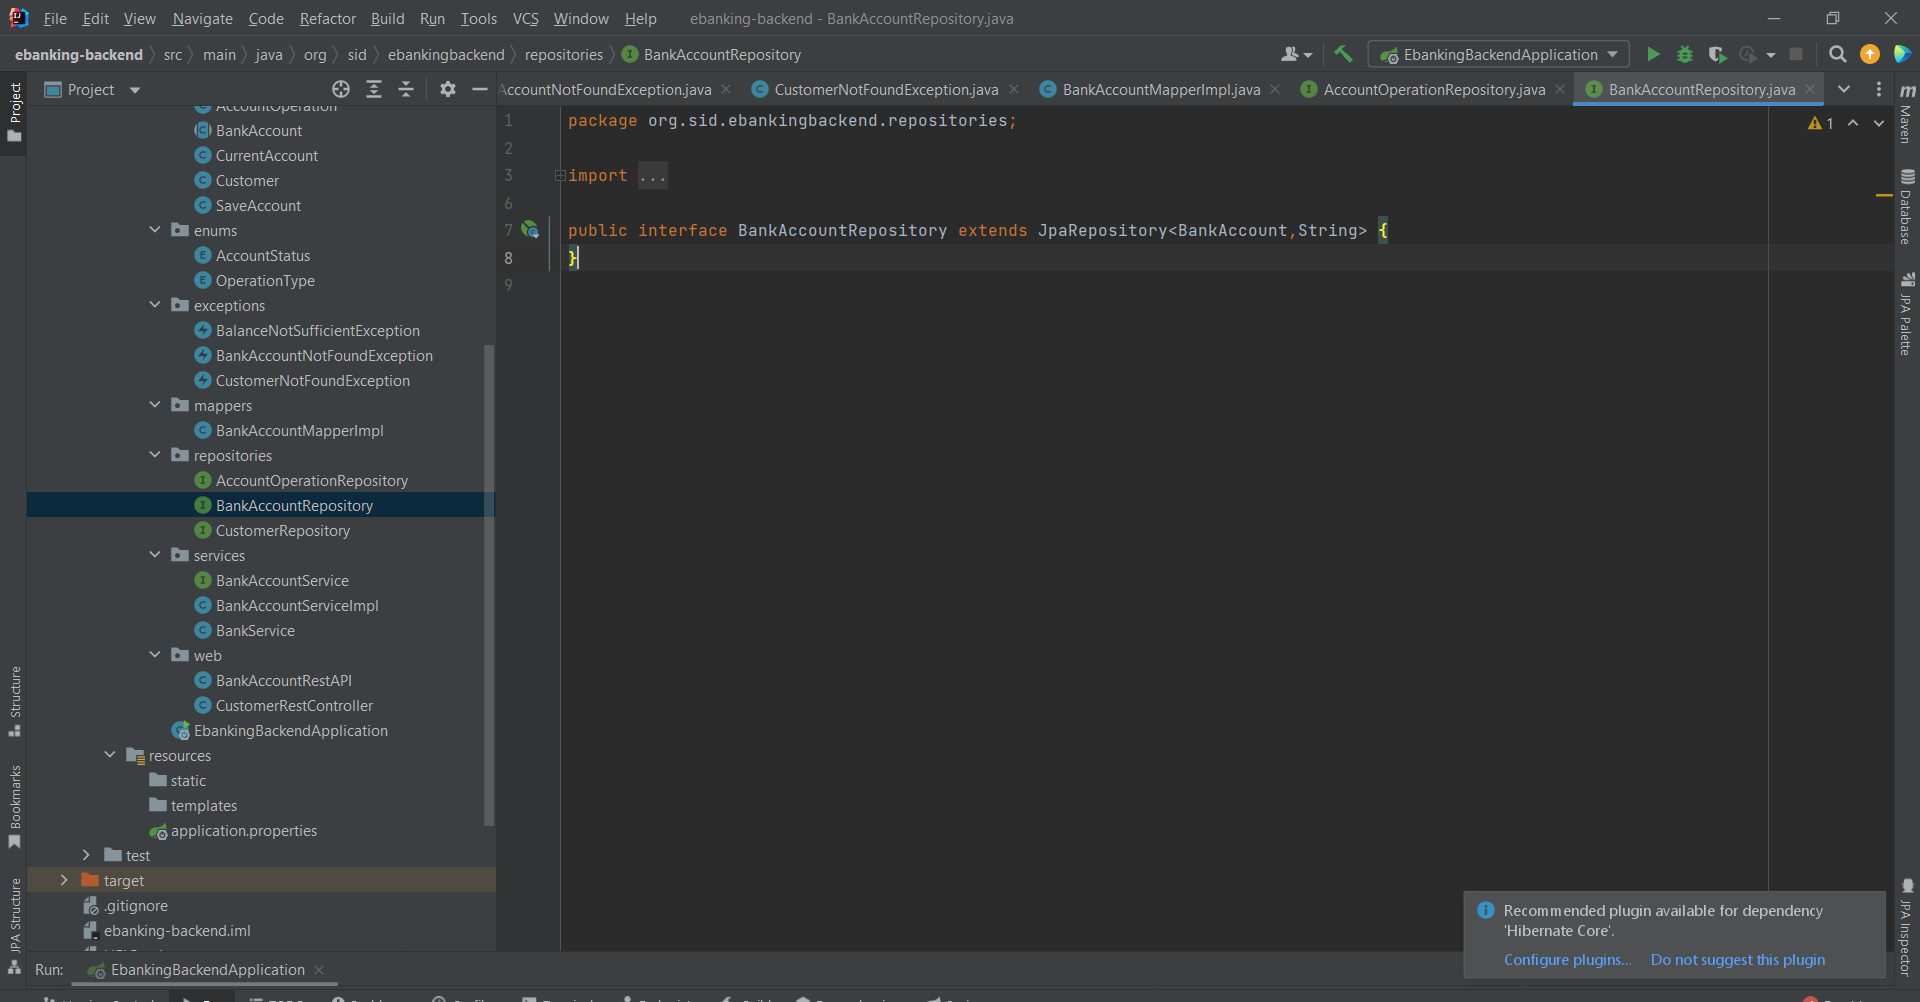 File Edit View Navigate Code Refactor Build Run Tools VCS Window Help ebanking-backend - BankAccountRepository.java
ebanking-backend src main java org sid ebankingbackend repositories BankAccountRepository EbankingBackendApplication
Project
Project
AccountNotFoundException.java CustomerNotFoundException.java BankAccountMapperImpl.java AccountOperationRepository.java BankAccountRepository.java
AccountOperation
BankAccount
CurrentAccount
Customer
SaveAccount
enums
AccountStatus
OperationType
exceptions
BalanceNotSufficientException
BankAccountNotFoundException
CustomerNotFoundException
mappers
BankAccountMapperImpl
repositories
AccountOperationRepository
BankAccountRepository
CustomerRepository
services
BankAccountService
BankAccountServiceImpl
BankService
web
BankAccountRestAPI
CustomerRestController
EbankingBackendApplication
resources
static
templates
application.properties
test
target
.gitignore
ebanking-backend.iml
1 package org.sid.ebankingbackend.repositories;
2
3 import ...
6
7 public interface BankAccountRepository extends JpaRepository<BankAccount,String> {
8 }
9
1
Maven
Database
JPA Palette
JPA Inspector
Structure
Bookmarks
JPA Structure
Recommended plugin available for dependency
'Hibernate Core'.
Configure plugins... Do not suggest this plugin
Run: EbankingBackendApplication